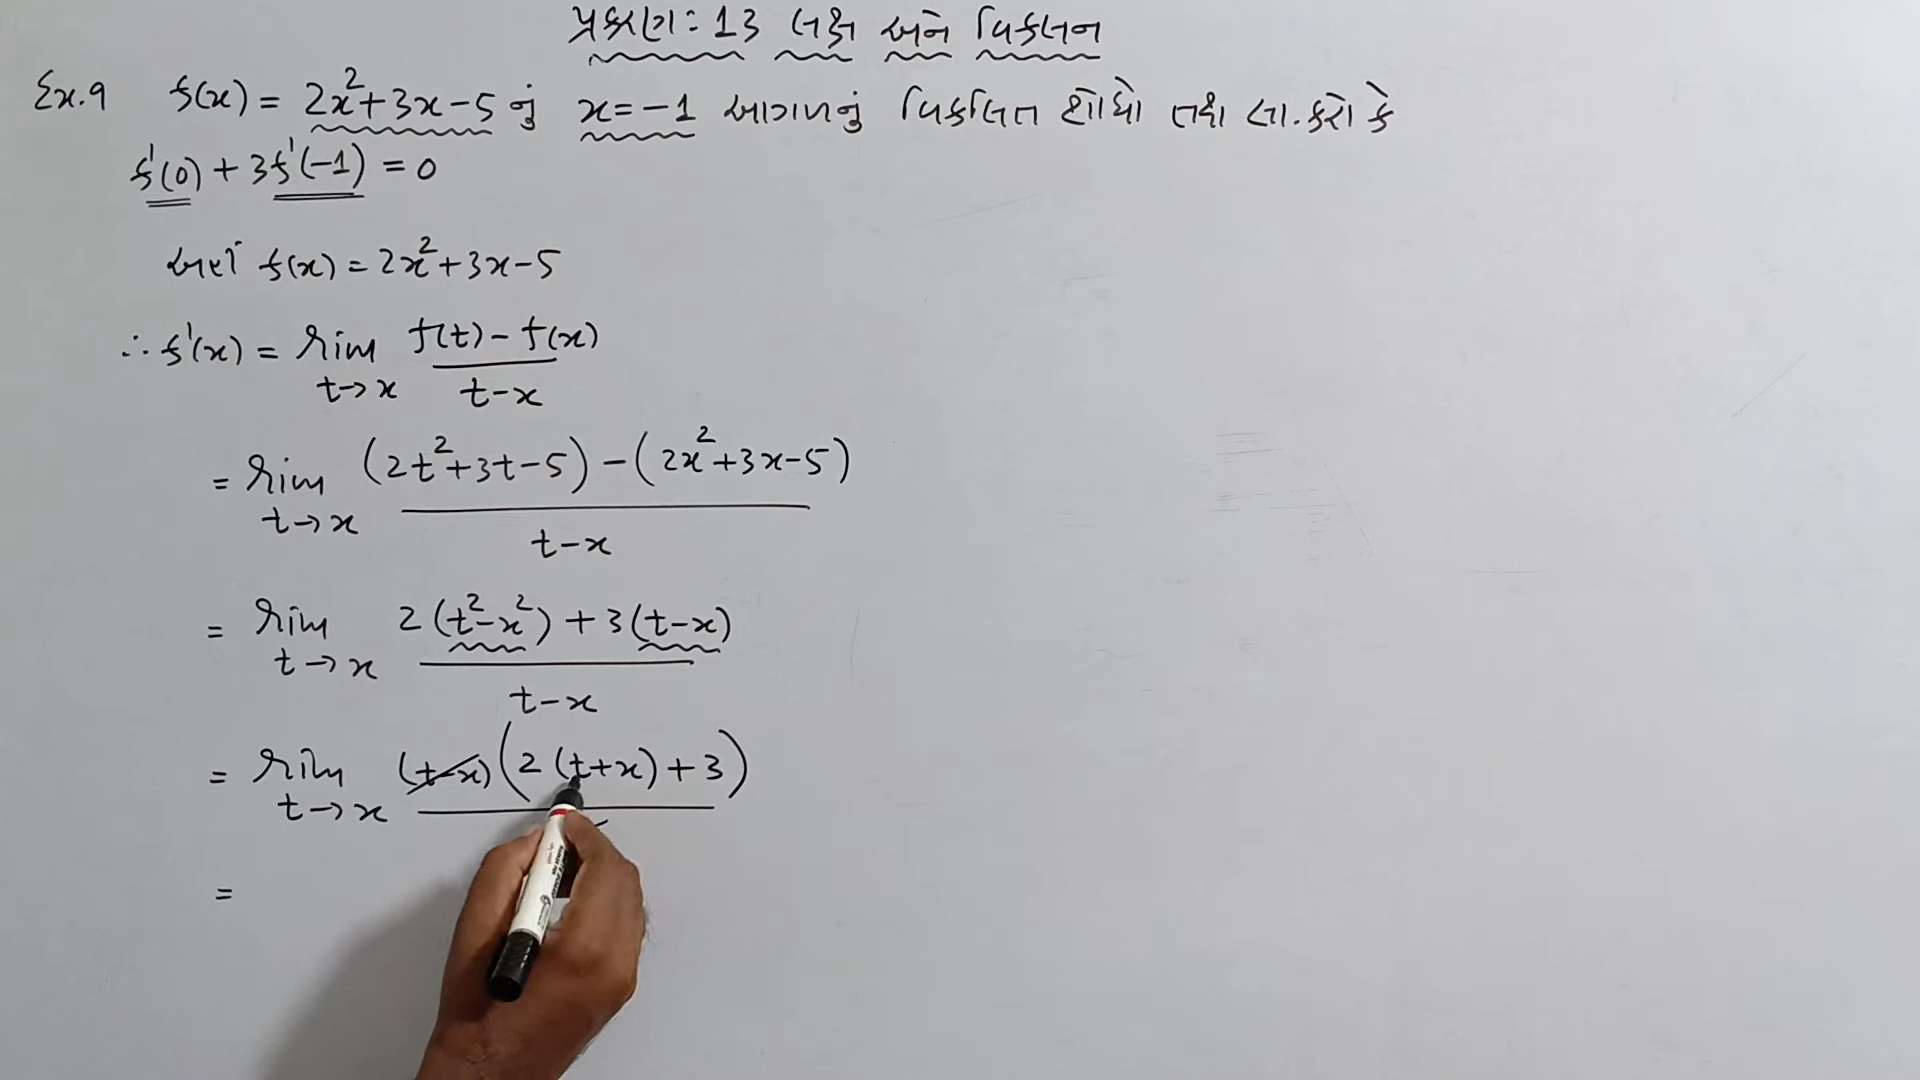 પ્રકરણ : 13 લક્ષ અને વિકલન
Ex.9 f(x) = 2x²+3x-5 નું x=-1 આગળનું વિકલિત શોધો તથા સા.કરો કે
f'(0) + 3f'(-1) = 0
અહીં f(x) = 2x²+3x-5
∴ f'(x) = lim f(t) - f(x)
t→x t-x
= lim (2t²+3t-5) - (2x²+3x-5)
t→x
t-x
= lim 2(t²-x²) + 3(t-x)
t→x
t-x
= lim (t-x)(2(t+x)+3)
t→x
=